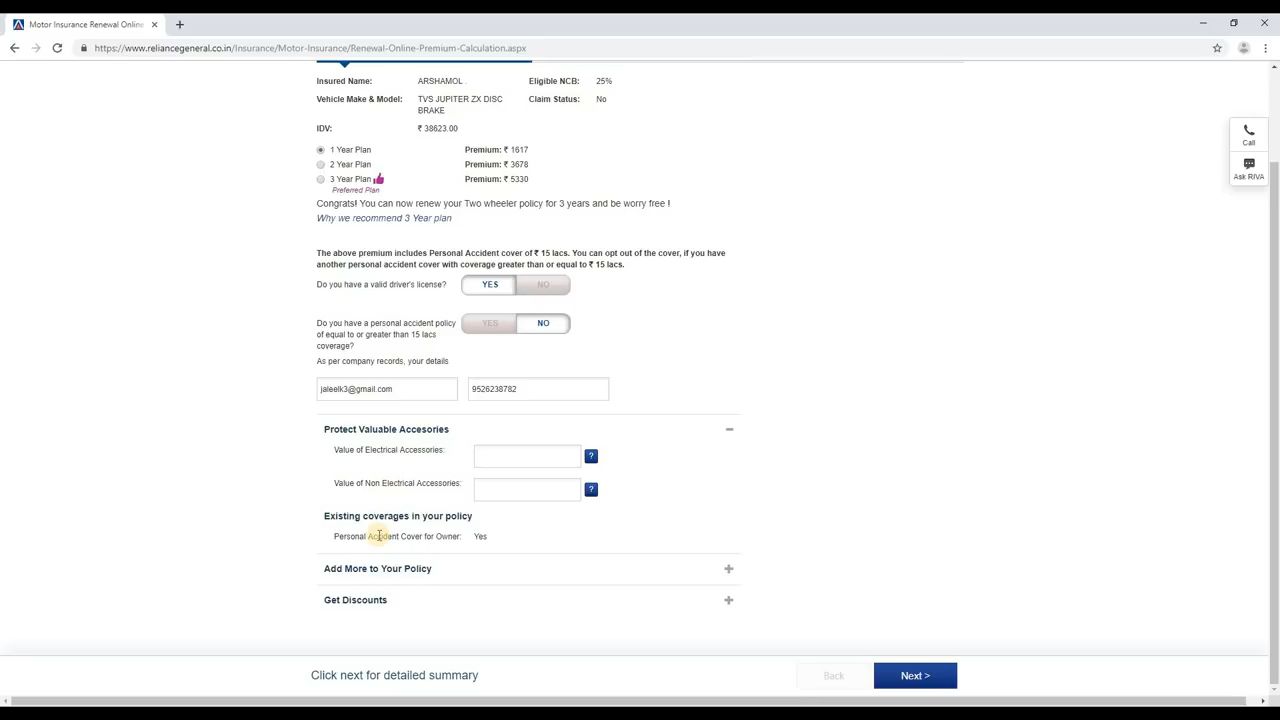 Motor Insurance Renewal Online
https://www.reliancegeneral.co.in/Insurance/Motor-Insurance/Renewal-Online-Premium-Calculation.aspx
Insured Name: ARSHAMOL . Eligible NCB: 25%
Vehicle Make & Model: TVS JUPITER ZX DISC BRAKE Claim Status: No
IDV: ₹ 38623.00
1 Year Plan Premium: ₹ 1617
2 Year Plan Premium: ₹ 3678
3 Year Plan Premium: ₹ 5330
Preferred Plan
Congrats! You can now renew your Two wheeler policy for 3 years and be worry free !
Why we recommend 3 Year plan
The above premium includes Personal Accident cover of ₹ 15 lacs. You can opt out of the cover, if you have
another personal accident cover with coverage greater than or equal to ₹ 15 lacs.
Do you have a valid driver's license? YES NO
Do you have a personal accident policy YES NO
of equal to or greater than 15 lacs
coverage?
As per company records, your details
jaleelk3@gmail.com 9526238782
Protect Valuable Accesories
Value of Electrical Accessories: ?
Value of Non Electrical Accessories: ?
Existing coverages in your policy
Personal Accident Cover for Owner: Yes
Add More to Your Policy
Get Discounts
Click next for detailed summary Back Next >
Call
Ask RIVA